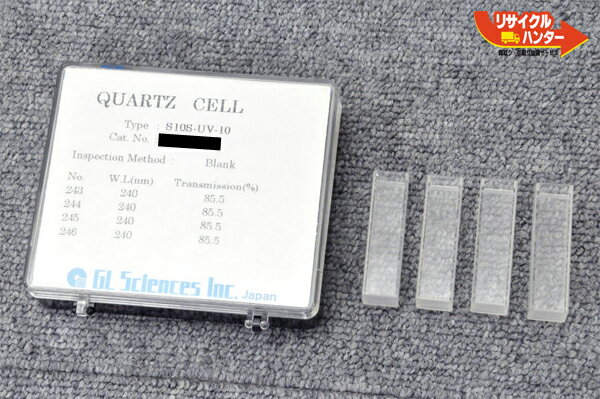 リサイクル
ハンター
QUARTZ CELL
Type : S10S-UV-10
Cat. No.
Inspection Method : Blank
No. W.L(nm) Transmission(%)
243 240 85.5
244 240 85.5
245 240 85.5
246 240 85.5
GL Sciences Inc. Japan